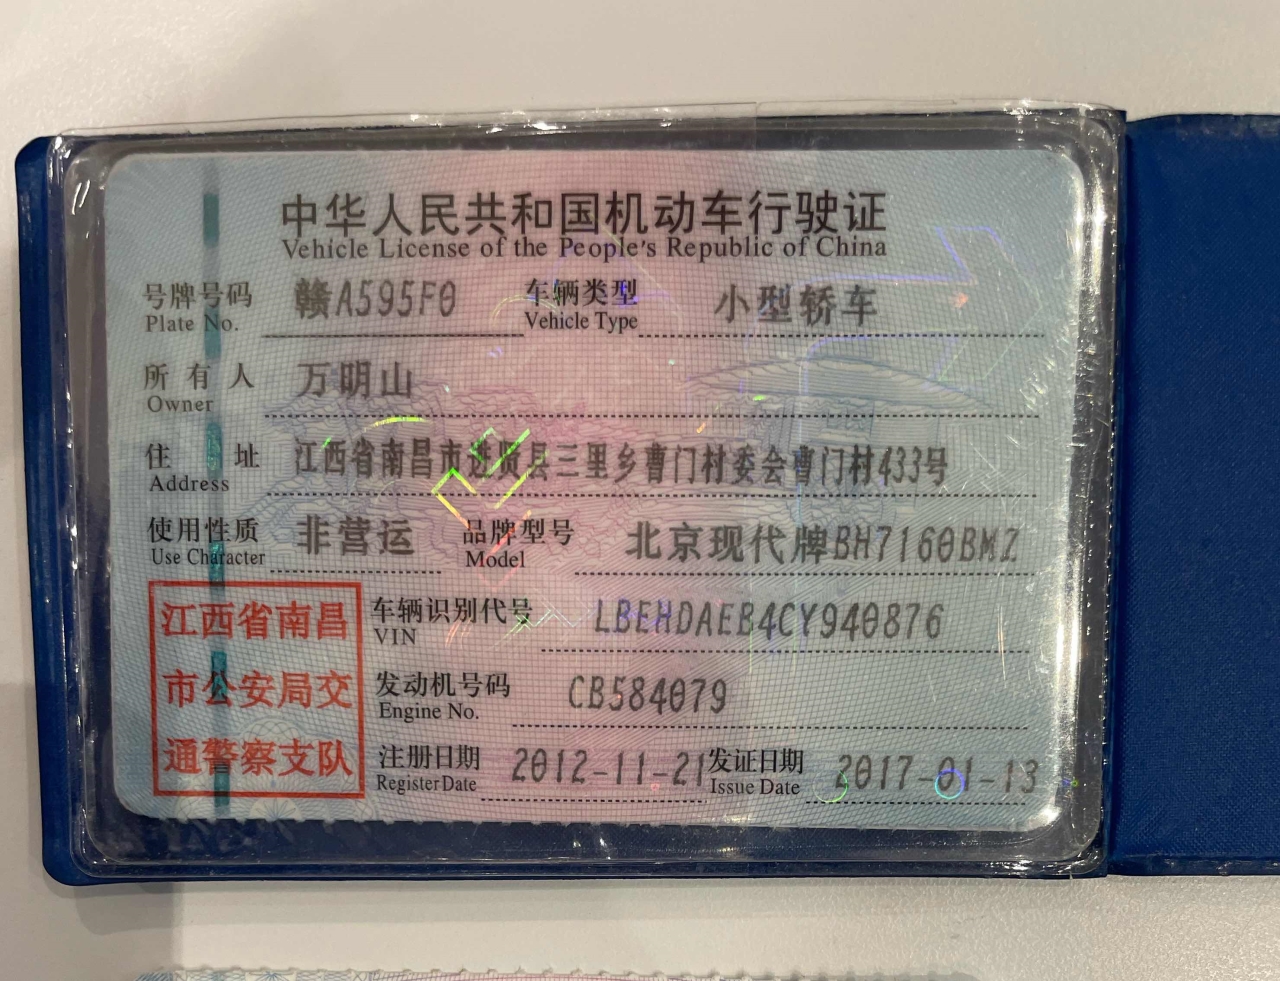 中华人民共和国机动车行驶证
Vehicle License of the People's Republic of China
号牌号码 赣A595F0 车辆类型 小型轿车
Plate No. Vehicle Type
所有人 万明山
Owner
住址 江西省南昌市进贤县三里乡曹门村委会曹门村433号
Address
使用性质 非营运 品牌型号 北京现代牌BH7160BMZ
Use Character Model
江西省南昌
市公安局交
通警察支队
车辆识别代号 LBEHDAEB4CY940876
VIN
发动机号码 CB584079
Engine No.
注册日期 2012-11-21 发证日期 2017-01-13
Register Date Issue Date